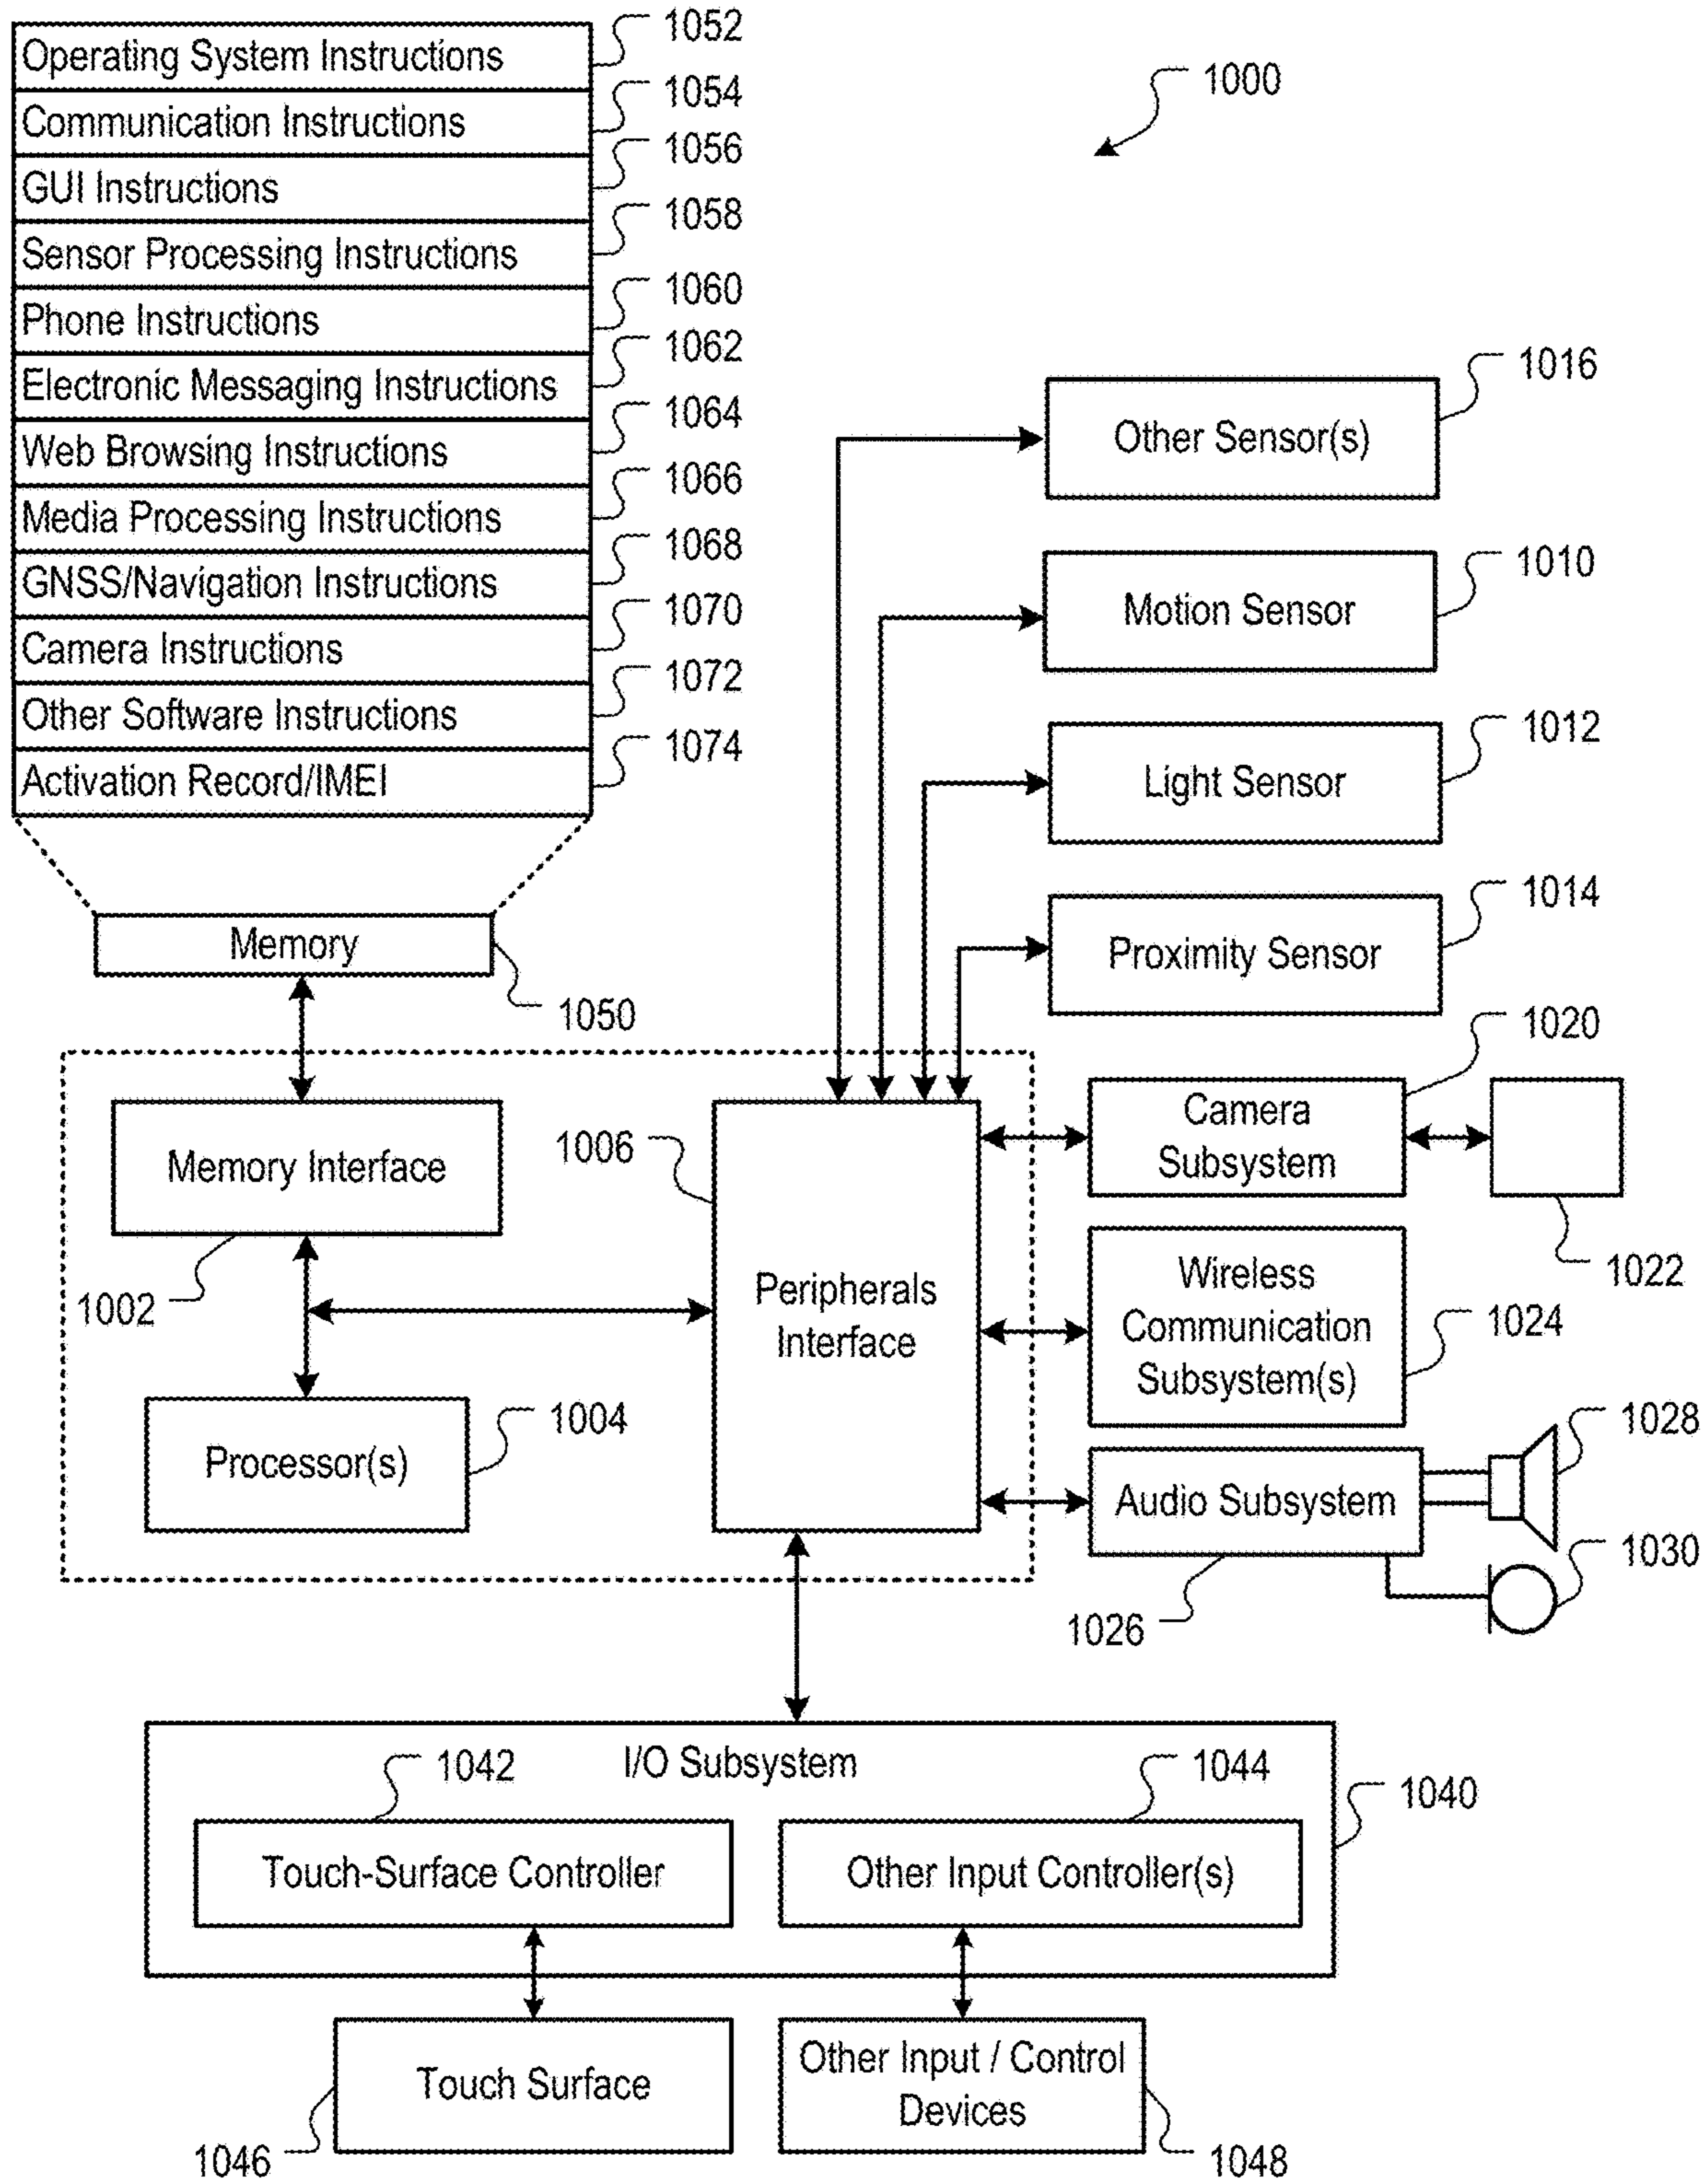 1052
Operating System Instructions
1054
Communication Instructions
1056
GUI Instructions
1058
Sensor Processing Instructions
1060
Phone Instructions
1062
Electronic Messaging Instructions
1064
Web Browsing Instructions
1066
Media Processing Instructions
1068
GNSS/Navigation Instructions
1070
Camera Instructions
1072
Other Software Instructions
1074
Activation Record/IMEI
Memory
1050
1000
1016
Other Sensor(s)
1010
Motion Sensor
1012
Light Sensor
1014
Proximity Sensor
1020
Camera
Subsystem
1022
Memory Interface
1002
1006
Peripherals
Interface
Wireless
Communication
Subsystem(s)
1024
Processor(s)
1004
Audio Subsystem
1026
1028
1030
I/O Subsystem
1040
1042
Touch-Surface Controller
1044
Other Input Controller(s)
Touch Surface
1046
Other Input / Control
Devices
1048